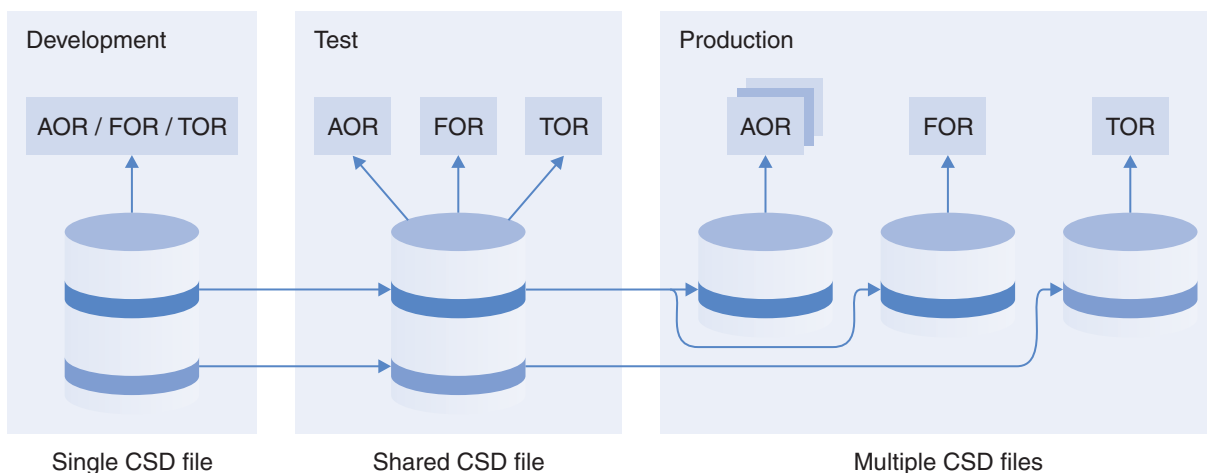 Development
Test
Production
AOR / FOR / TOR
AOR
FOR
TOR
AOR
FOR
TOR
Single CSD file
Shared CSD file
Multiple CSD files